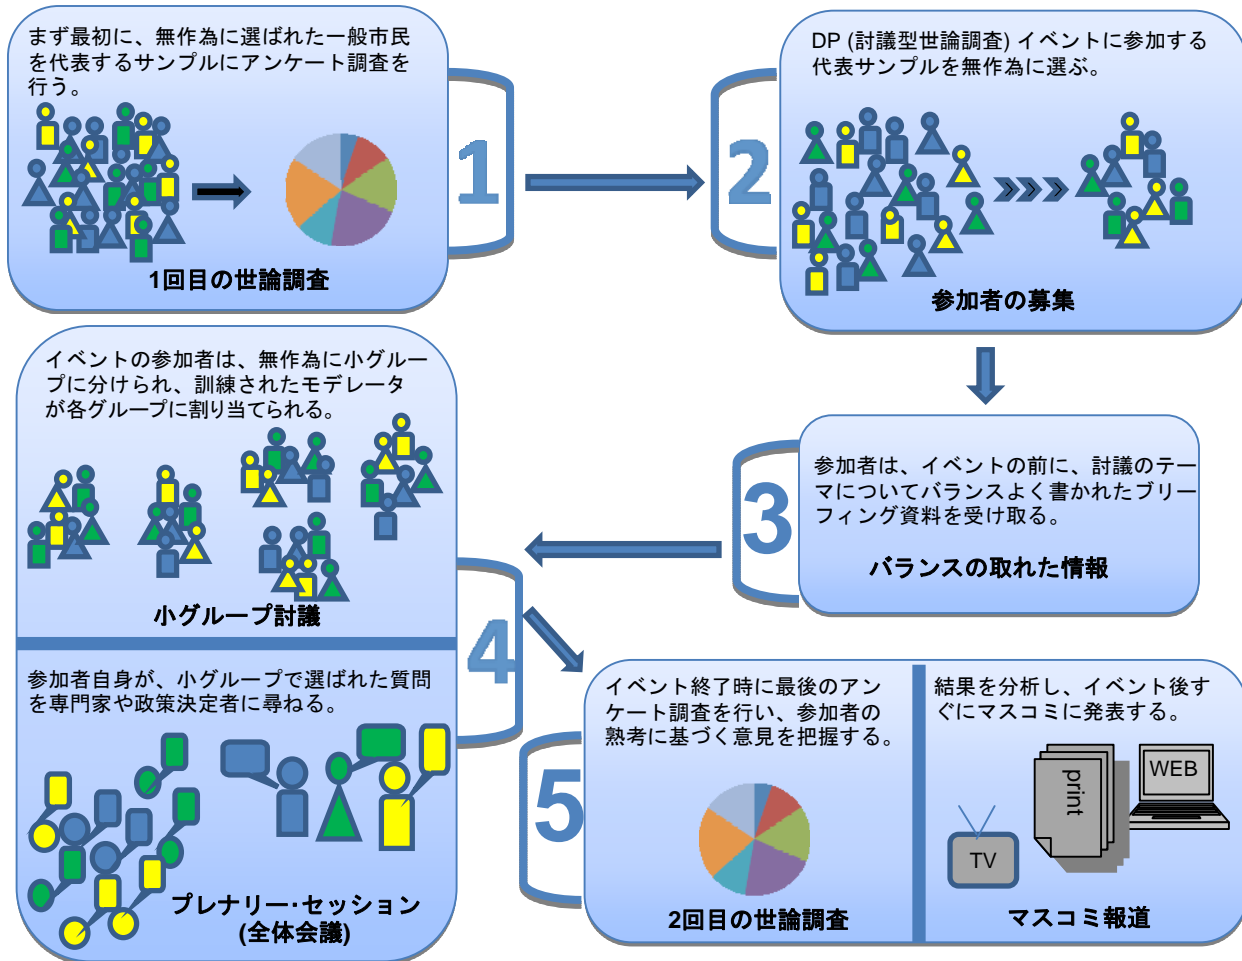 まず最初に、無作為に選ばれた一般市民
を代表するサンプルにアンケート調査を
行う。
1回目の世論調査
1
DP (討議型世論調査) イベントに参加する
代表サンプルを無作為に選ぶ。
参加者の募集
2
参加者は、イベントの前に、討議のテー
マについてバランスよく書かれたブリー
フィング資料を受け取る。
バランスの取れた情報
3
イベントの参加者は、無作為に小グルー
プに分けられ、訓練されたモデレータ
が各グループに割り当てられる。
小グループ討議
4
参加者自身が、小グループで選ばれた質問
を専門家や政策決定者に尋ねる。
プレナリー・セッション
(全体会議)
5
イベント終了時に最後のアン
ケート調査を行い、参加者の
熟考に基づく意見を把握する。
2回目の世論調査
結果を分析し、イベント後す
ぐにマスコミに発表する。
print
WEB
TV
マスコミ報道